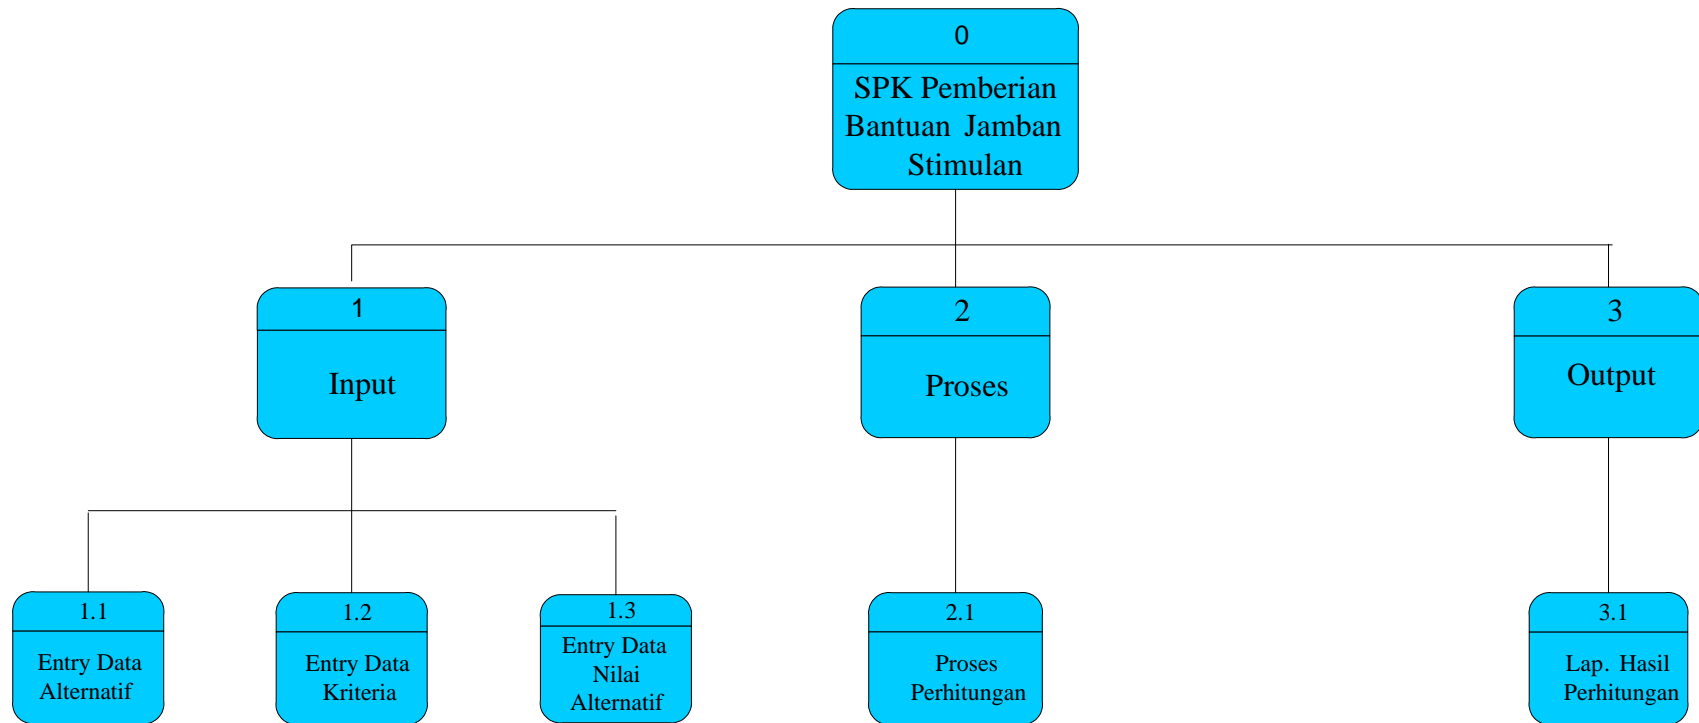 0
SPK Pemberian
Bantuan Jamban
Stimulan
1
Input
2
Proses
3
Output
1.1
Entry Data
Alternatif
1.2
Entry Data
Kriteria
1.3
Entry Data
Nilai
Alternatif
2.1
Proses
Perhitungan
3.1
Lap. Hasil
Perhitungan